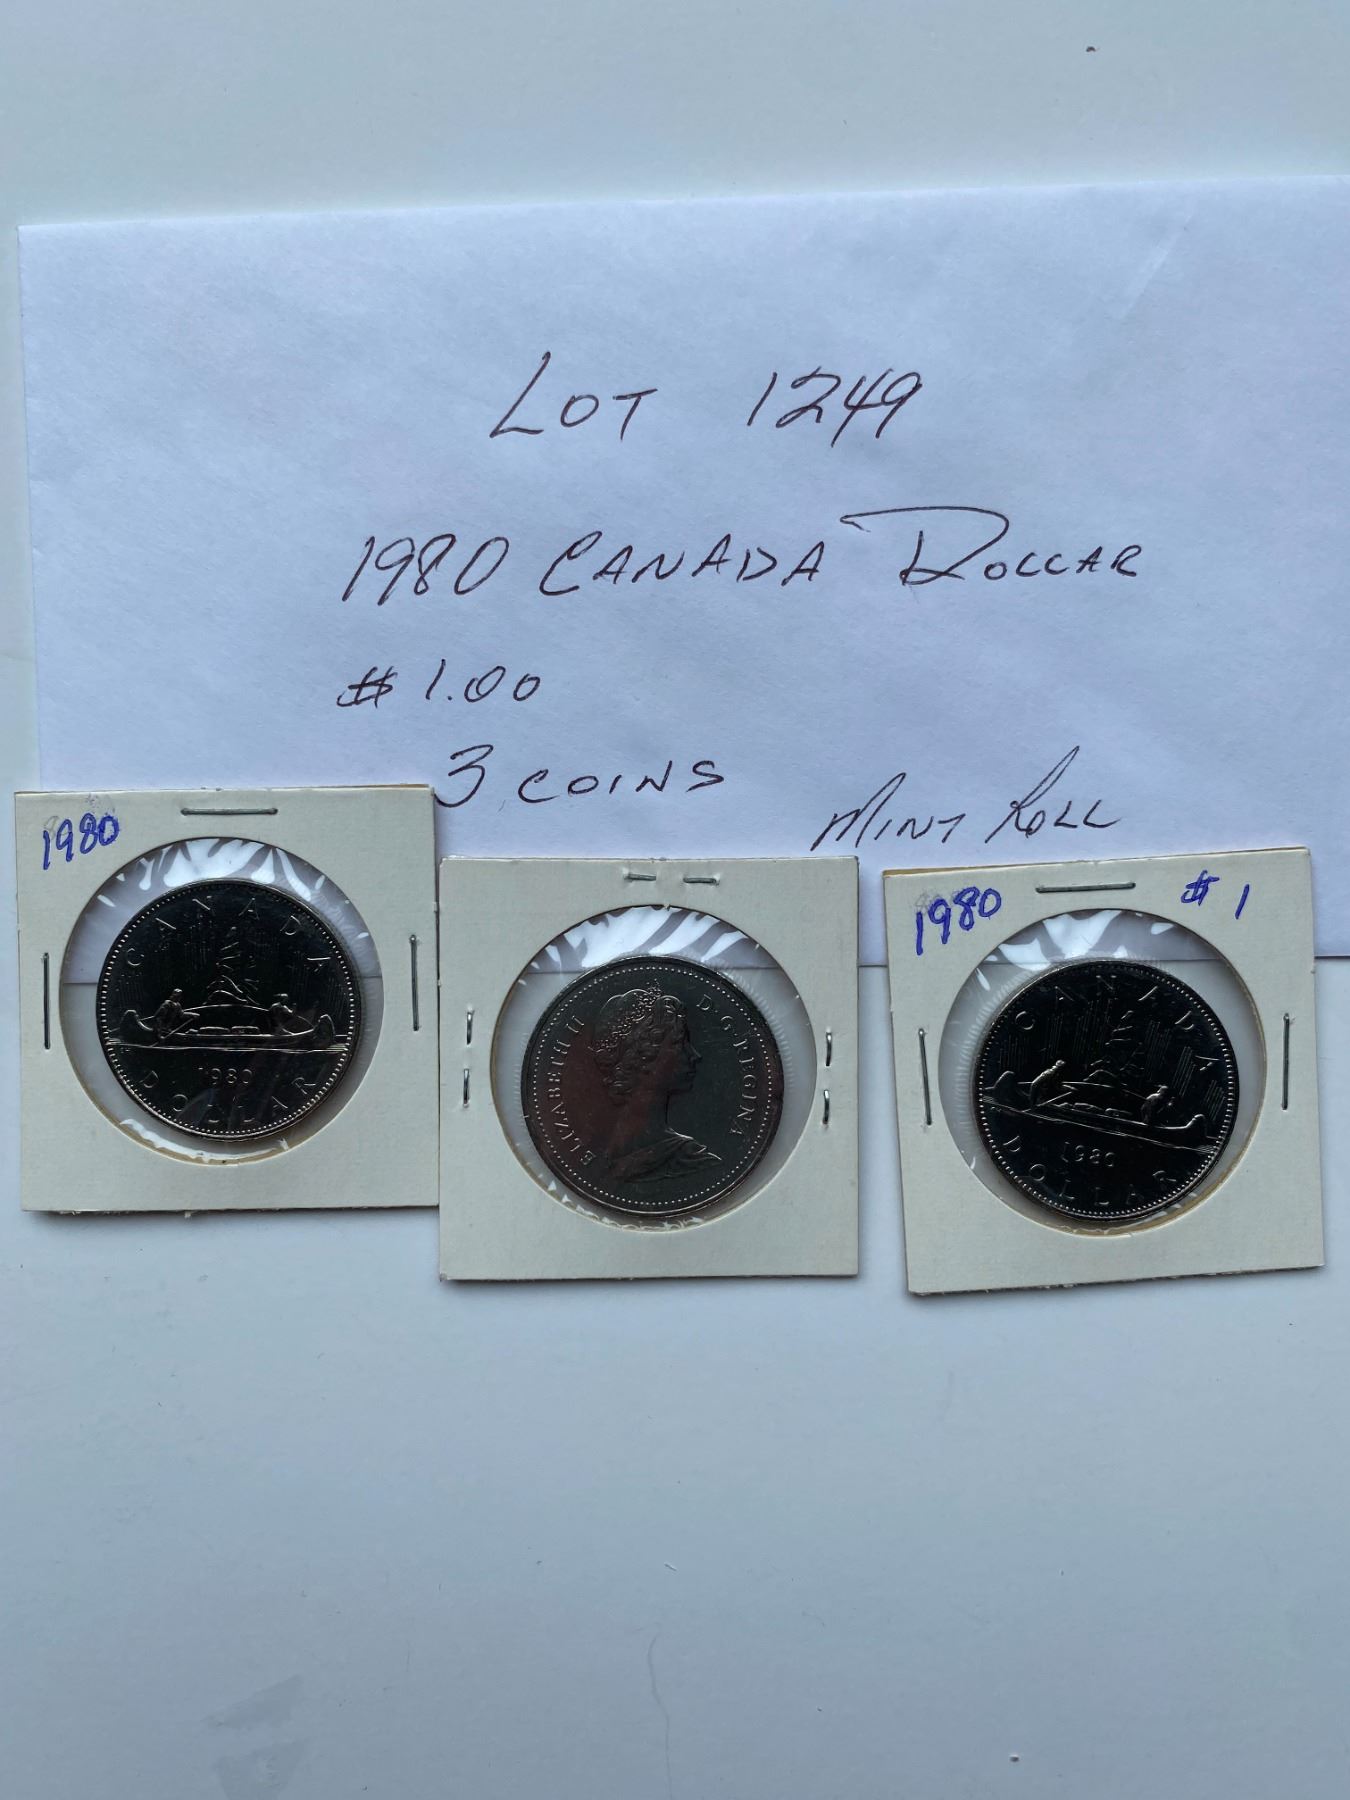 LOT 1249
1980 CANADA DOLLAR
$1.00
3 COINS
MINT ROLL
1980
CANADA
1980
DOLLAR
ELIZABETH II D·G·REGINA
1980 $1
CANADA
1980
DOLLAR